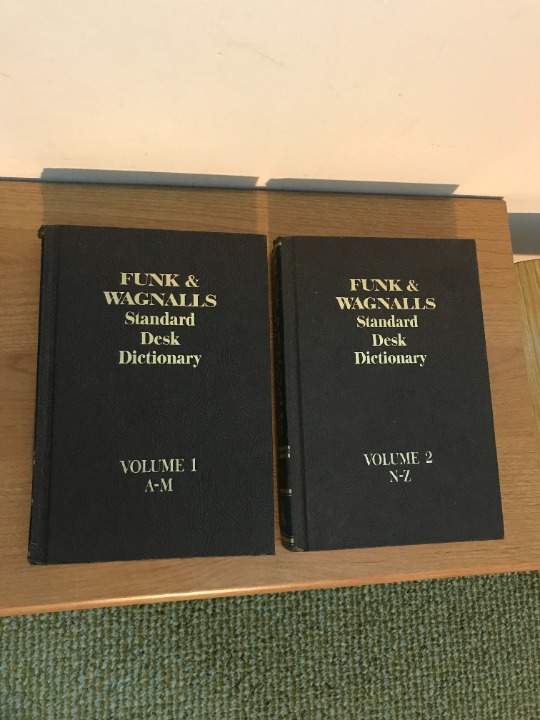 FUNK &
WAGNALLS
Standard
Desk
Dictionary
VOLUME 1
A-M
FUNK &
WAGNALLS
Standard
Desk
Dictionary
VOLUME 2
N-Z